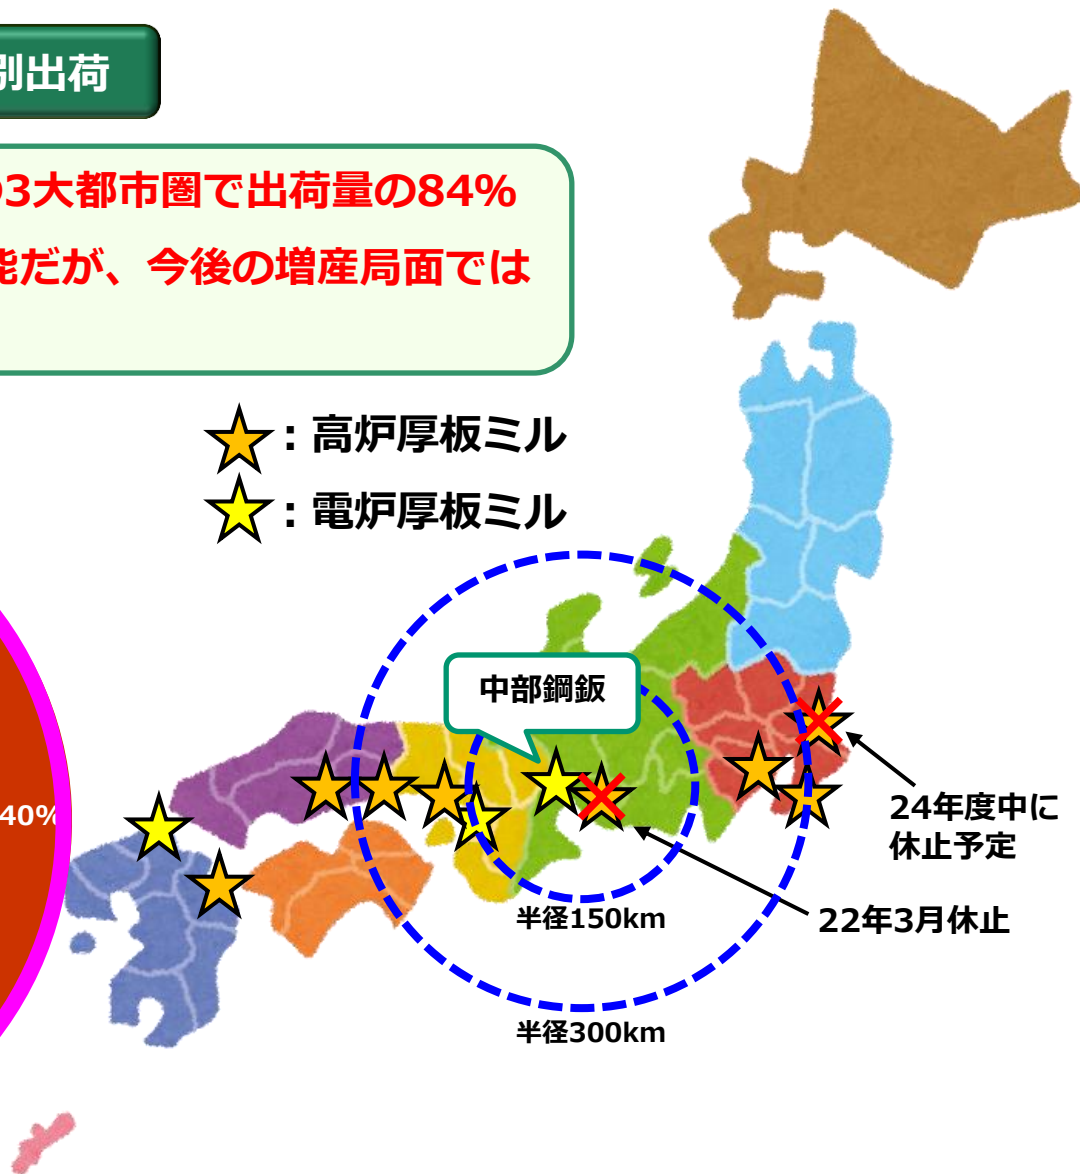 別出荷
の3大都市圏で出荷量の84%
能だが、今後の増産局面では
：高炉厚板ミル
：電炉厚板ミル
中部鋼鈑
40%
24年度中に
休止予定
22年3月休止
半径150km
半径300km